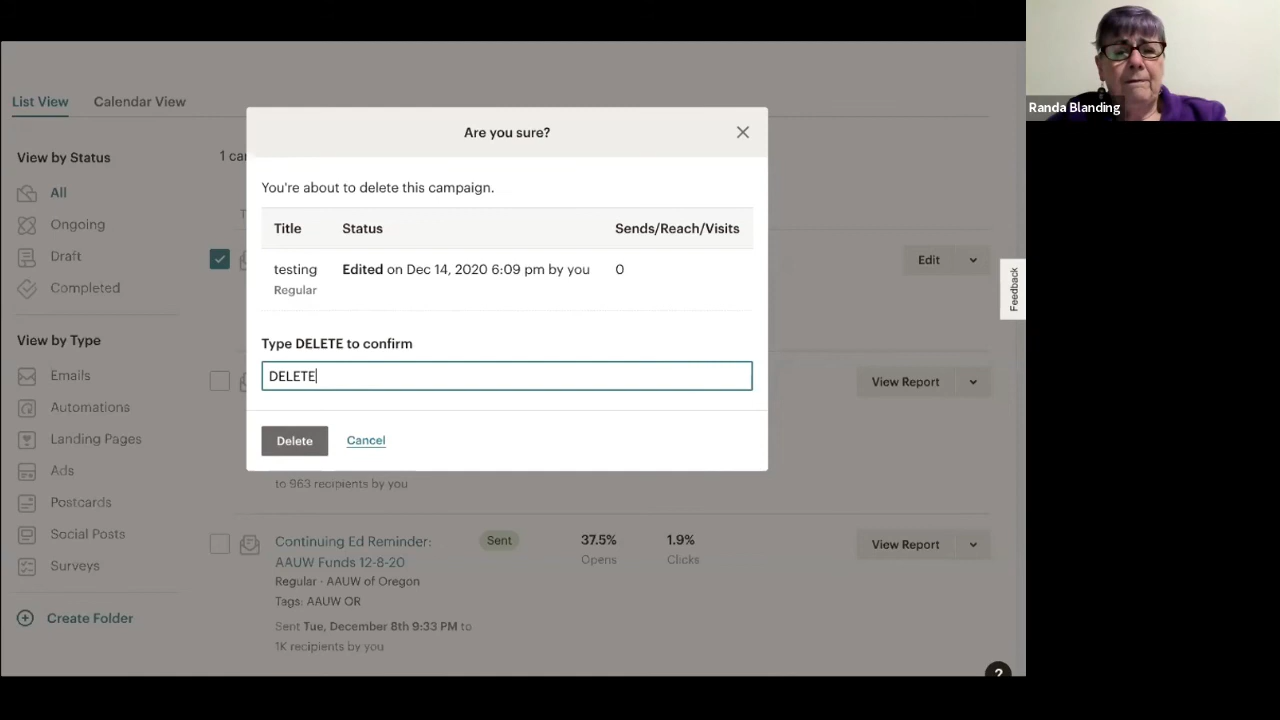 Randa Blanding
List View
Calendar View
Are you sure?
View by Status
All
Ongoing
Draft
Completed
You're about to delete this campaign.
Title Status Sends/Reach/Visits
testing Edited on Dec 14, 2020 6:09 pm by you 0
Regular
Type DELETE to confirm
DELETE
Delete
Cancel
Edit
Feedback
View by Type
Emails
Automations
Landing Pages
Ads
Postcards
Social Posts
Surveys
Create Folder
View Report
to 963 recipients by you
Continuing Ed Reminder: Sent 37.5% 1.9% View Report
AAUW Funds 12-8-20 Opens Clicks
Regular · AAUW of Oregon
Tags: AAUW OR
Sent Tue, December 8th 9:33 PM to
1K recipients by you
?